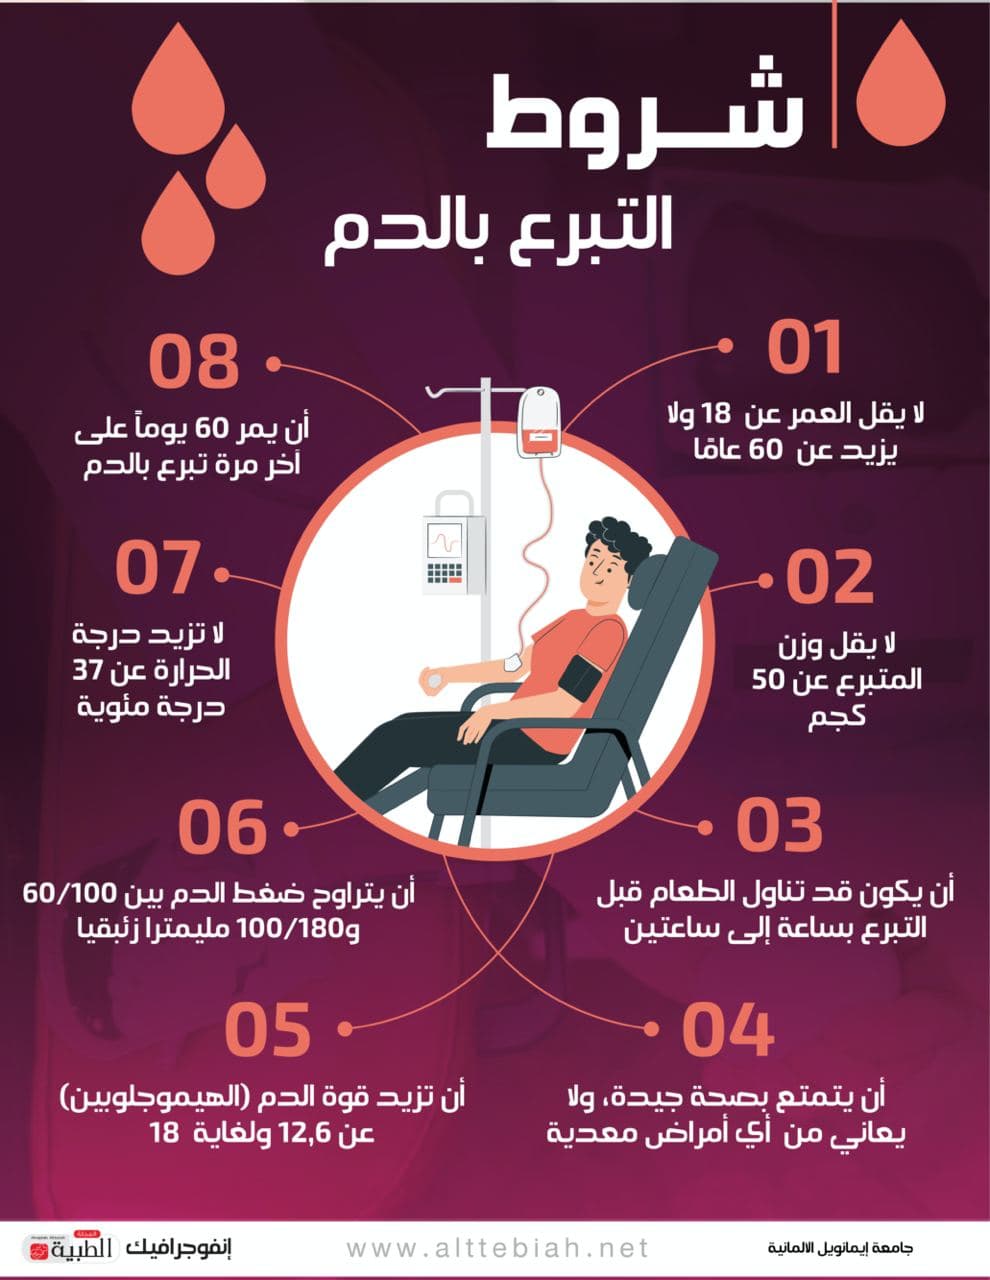 شروط
التبرع بالدم
01
لا يقل العمر عن 18 ولا
يزيد عن 60 عامًا
02
لا يقل وزن
المتبرع عن 50
كجم
03
أن يكون قد تناول الطعام قبل
التبرع بساعة إلى ساعتين
04
أن يتمتع بصحة جيدة، ولا
يعاني من أي أمراض معدية
05
أن تزيد قوة الدم (الهيموجلوبين)
عن 12,6 ولغاية 18
06
أن يتراوح ضغط الدم بين 60/100
و100/180 مليمترا زئبقيا
07
لا تزيد درجة
الحرارة عن 37
درجة مئوية
08
أن يمر 60 يوماً على
آخر مرة تبرع بالدم
جامعة إيمانويل الالمانية
www.alttebiah.net
إنفوجرافيك
المجلة
الطبية